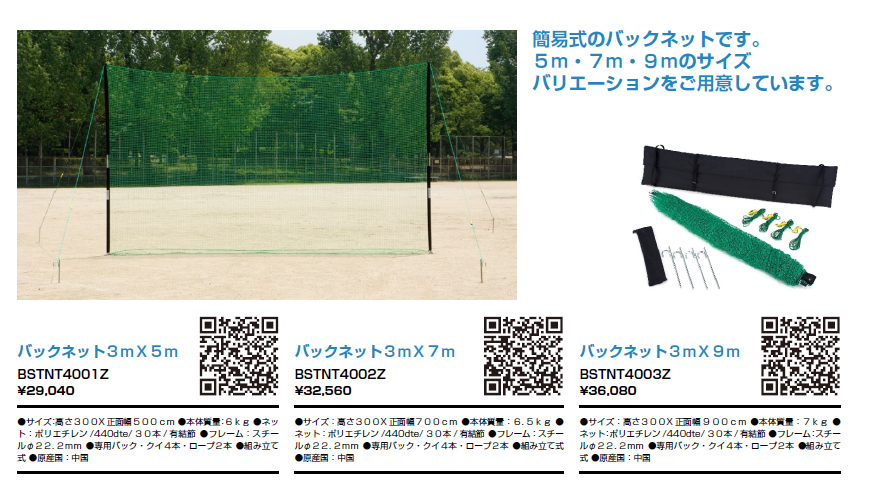 簡易式のバックネットです。
5m・7m・9mのサイズ
バリエーションをご用意しています。
バックネット3mX5m
BSTNT4001Z
¥29,040
●サイズ:高さ300X正面幅500cm ●本体質量:6kg ●ネッ
ト:ポリエチレン/440dte/30本/有結節 ●フレーム:スチー
ルφ22.2mm ●専用バック・クイ4本・ロープ2本 ●組み立て
式 ●原産国:中国
バックネット3mX7m
BSTNT4002Z
¥32,560
●サイズ:高さ300X正面幅700cm ●本体質量:6.5kg ●
ネット:ポリエチレン/440dte/30本/有結節 ●フレーム:スチー
ルφ22.2mm ●専用バック・クイ4本・ロープ2本 ●組み立て式
●原産国:中国
バックネット3mX9m
BSTNT4003Z
¥36,080
●サイズ:高さ300X正面幅900cm ●本体質量:7kg ●
ネット:ポリエチレン/440dte/30本/有結節 ●フレーム:スチー
ルφ22.2mm ●専用バック・クイ4本・ロープ2本 ●組み立て
式 ●原産国:中国